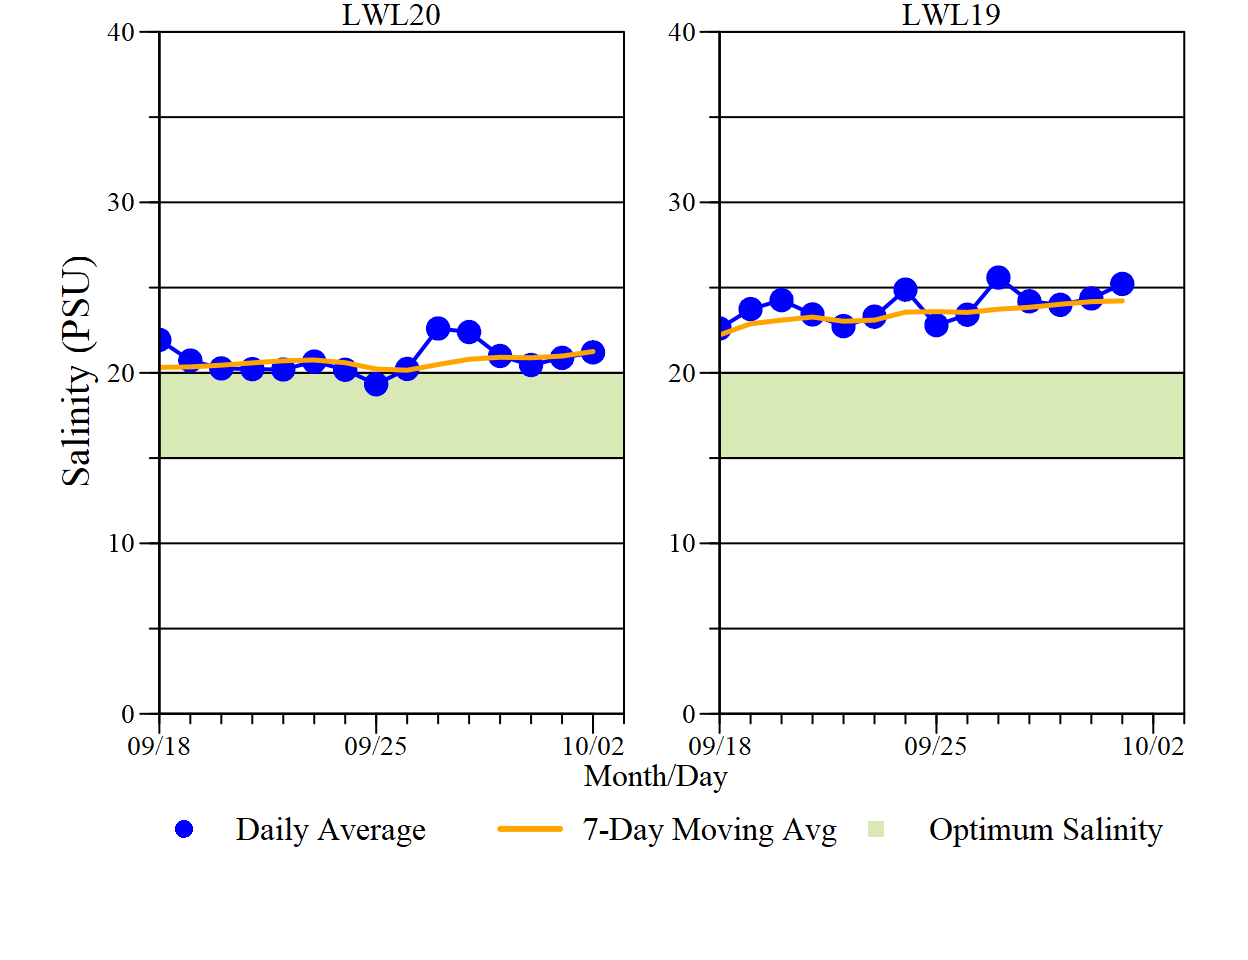 LWL20
LWL19
40
30
20
10
0
40
30
20
10
0
Salinity (PSU)
09/18
09/25
10/02
09/18
09/25
10/02
Month/Day
Daily Average
7-Day Moving Avg
Optimum Salinity